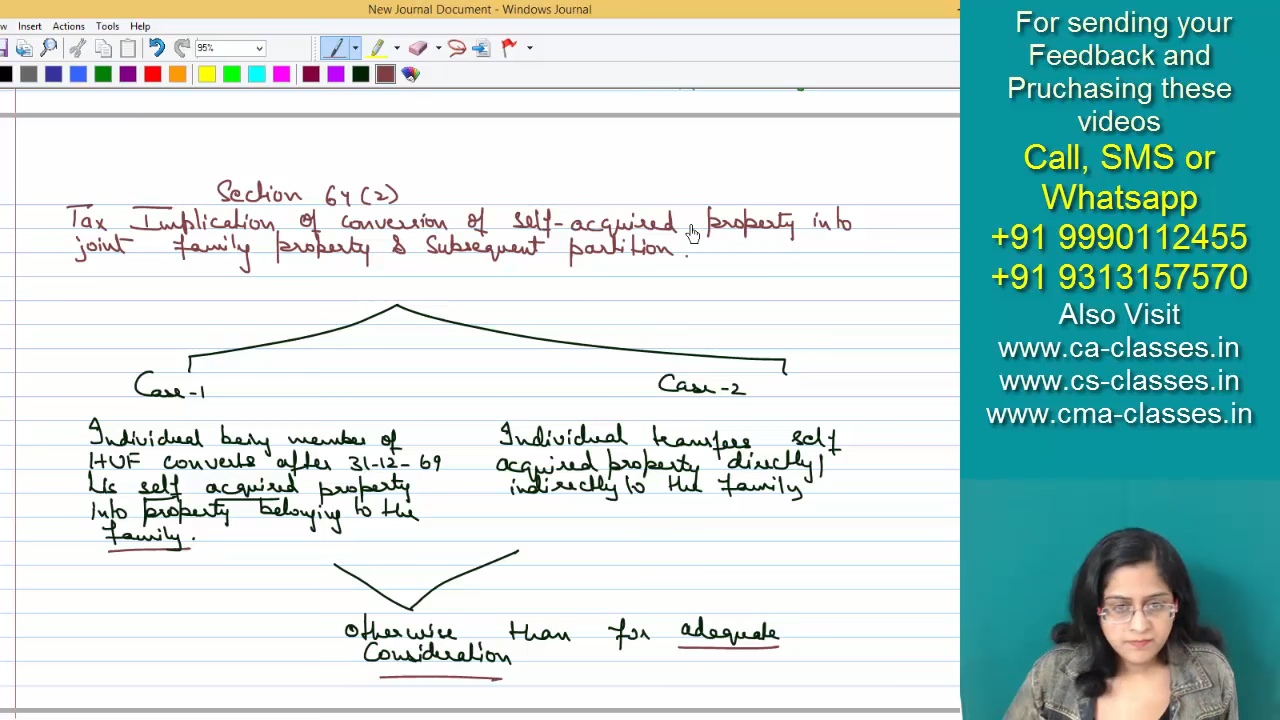 New Journal Document - Windows Journal
Insert Actions Tools Help
95%
Section 64(2)
Tax Implication of conversion of self-acquired property into
joint family property & Subsequent partition.
Case-1
Case-2
Individual being member of
HUF converts after 31-12-69
his self acquired property
Into property belonging to the
family.
Individual transfers self
acquired property directly/
indirectly to the family
otherwise than for adequate
Consideration
For sending your
Feedback and
Pruchasing these
videos
Call, SMS or
Whatsapp
+91 9990112455
+91 9313157570
Also Visit
www.ca-classes.in
www.cs-classes.in
www.cma-classes.in